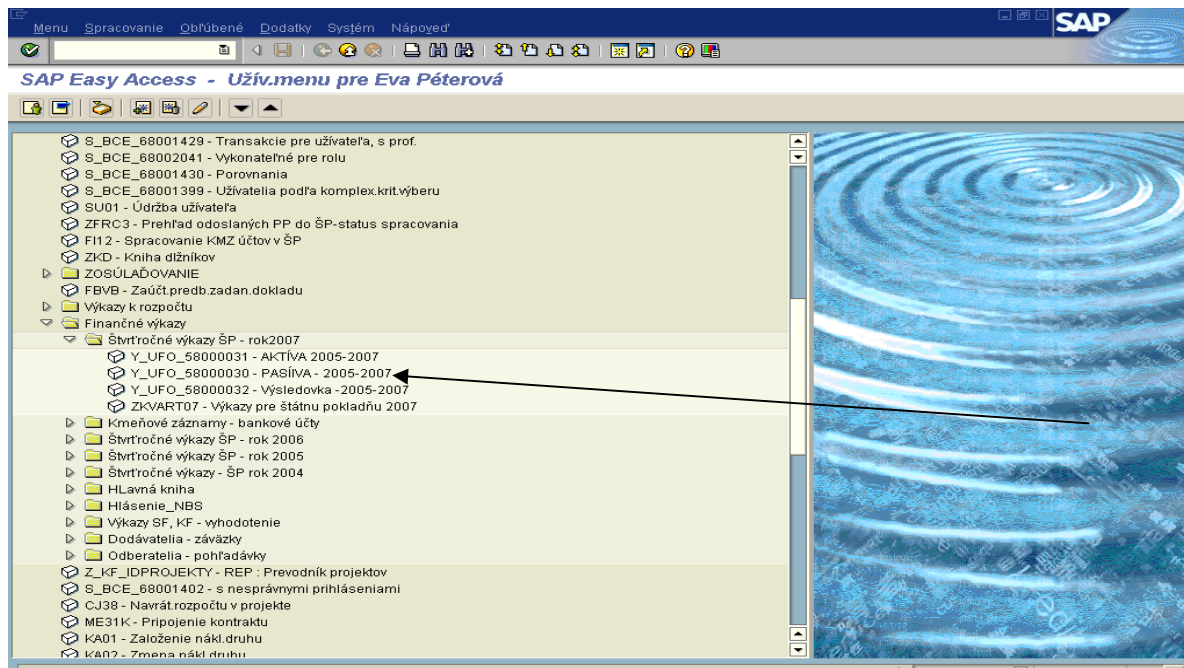 Menu Spracovanie Obľúbené Dodatky Systém Nápoveď
SAP
SAP Easy Access - Užív.menu pre Eva Péterová
S_BCE_68001429 - Transakcie pre užívateľa, s prof.
S_BCE_68002041 - Vykonateľné pre rolu
S_BCE_68001430 - Porovnania
S_BCE_68001399 - Užívatelia podľa komplex.krit.výberu
SU01 - Údržba užívateľa
ZFRC3 - Prehľad odoslaných PP do ŠP-status spracovania
FI12 - Spracovanie KMZ účtov v ŠP
ZKD - Kniha dlžníkov
ZOSÚLAĎOVANIE
FBVB - Zaúčt.predb.zadan.dokladu
Výkazy k rozpočtu
Finančné výkazy
Štvrťročné výkazy ŠP - rok2007
Y_UFO_58000031 - AKTÍVA 2005-2007
Y_UFO_58000030 - PASÍIVA - 2005-2007
Y_UFO_58000032 - Výsledovka -2005-2007
ZKVART07 - Výkazy pre štátnu pokladňu 2007
Kmeňové záznamy - bankové účty
Štvrťročné výkazy ŠP - rok 2006
Štvrťročné výkazy ŠP - rok 2005
Štvrťročné výkazy - ŠP rok 2004
HLavná kniha
Hlásenie_NBS
Výkazy SF, KF - vyhodotenie
Dodávatelia - záväzky
Odberatelia - pohľadávky
Z_KF_IDPROJEKTY - REP : Prevodník projektov
S_BCE_68001402 - s nesprávnymi prihláseniami
CJ38 - Navrát.rozpočtu v projekte
ME31K - Pripojenie kontraktu
KA01 - Založenie nákl.druhu
KA02 - Zmena nákl.druhu